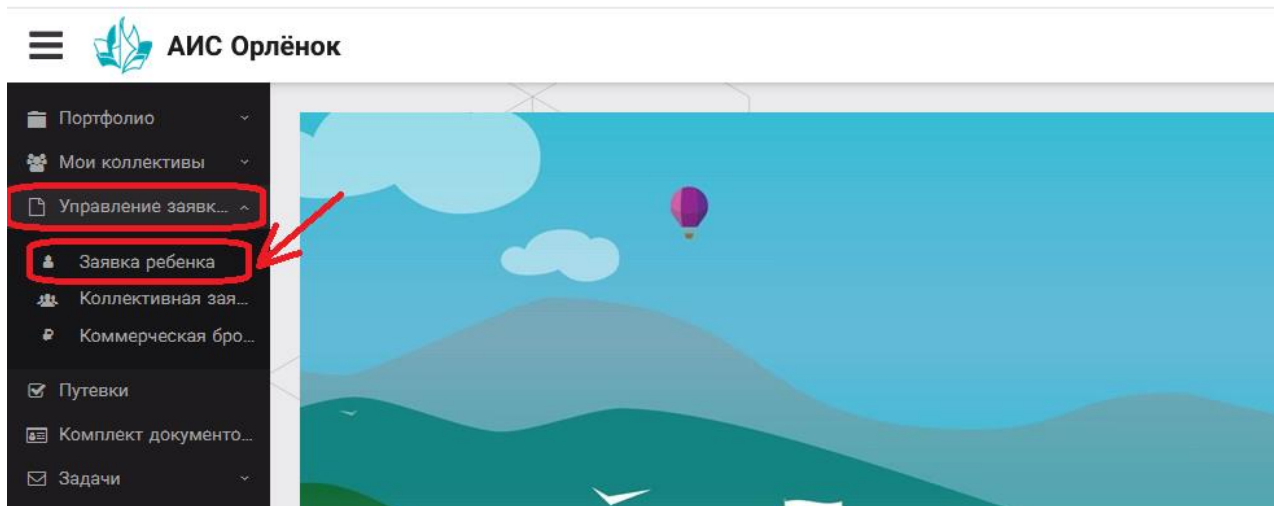 АИС Орлёнок
Портфолио
Мои коллективы
Управление заявк...
Заявка ребенка
Коллективная зая...
Коммерческая бро...
Путевки
Комплект документо...
Задачи